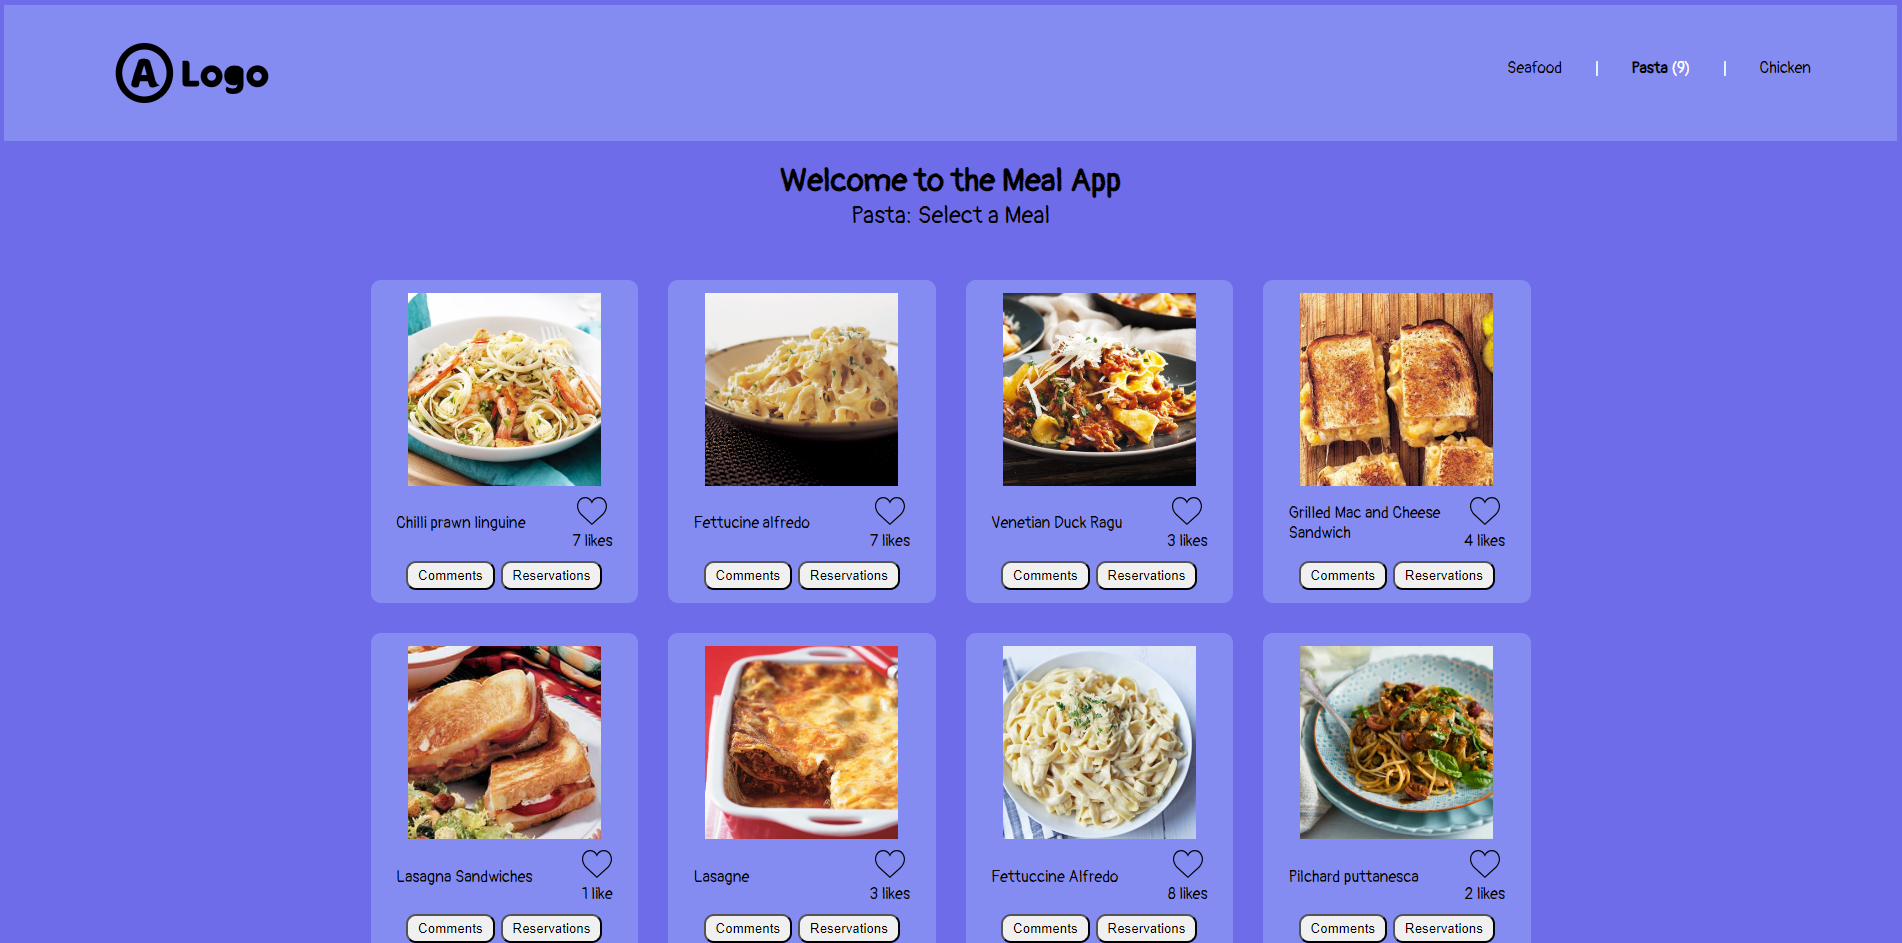 A Logo
Seafood | Pasta (9) | Chicken
Welcome to the Meal App
Pasta: Select a Meal
Chilli prawn linguine
7 likes
Comments Reservations
Fettucine alfredo
7 likes
Comments Reservations
Venetian Duck Ragu
3 likes
Comments Reservations
Grilled Mac and Cheese
Sandwich
4 likes
Comments Reservations
Lasagna Sandwiches
1 like
Comments Reservations
Lasagne
3 likes
Comments Reservations
Fettuccine Alfredo
8 likes
Comments Reservations
Pilchard puttanesca
2 likes
Comments Reservations